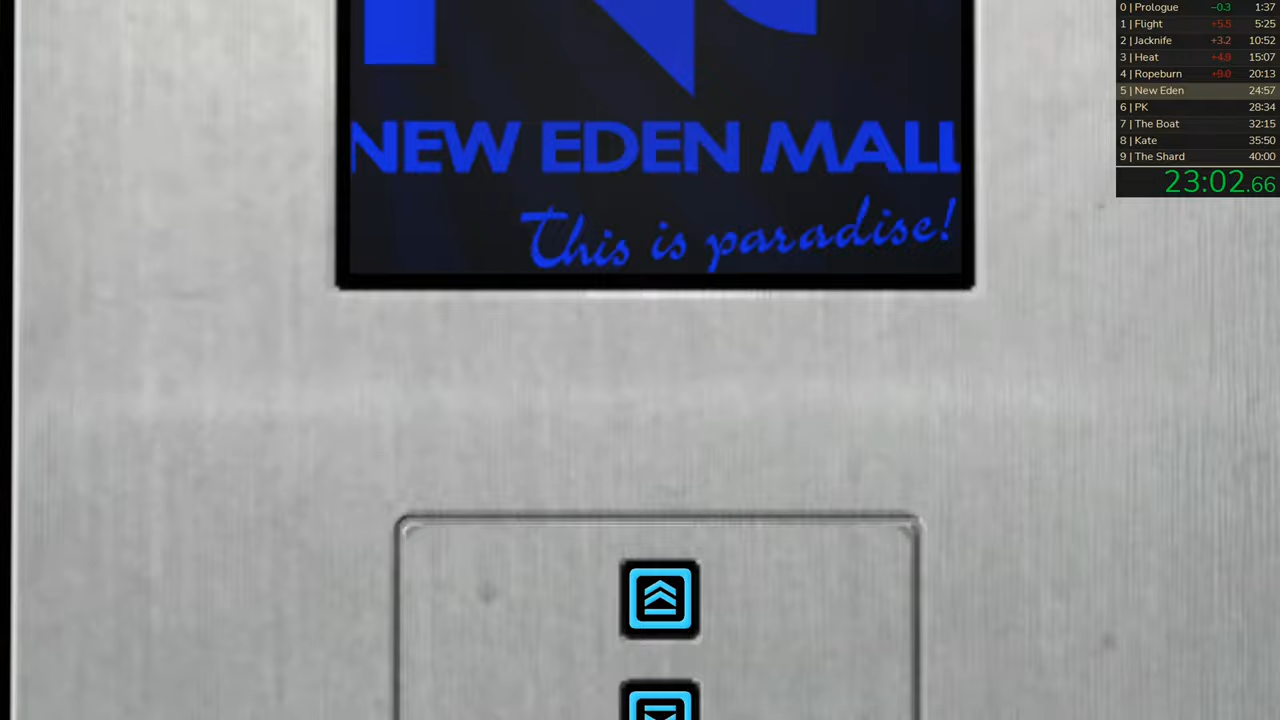 NEW EDEN MALL
This is paradise!
0 | Prologue −0.3 1:37
1 | Flight +5.5 5:25
2 | Jacknife +3.2 10:52
3 | Heat +4.9 15:07
4 | Ropeburn +9.0 20:13
5 | New Eden 24:57
6 | PK 28:34
7 | The Boat 32:15
8 | Kate 35:50
9 | The Shard 40:00
23:02.66